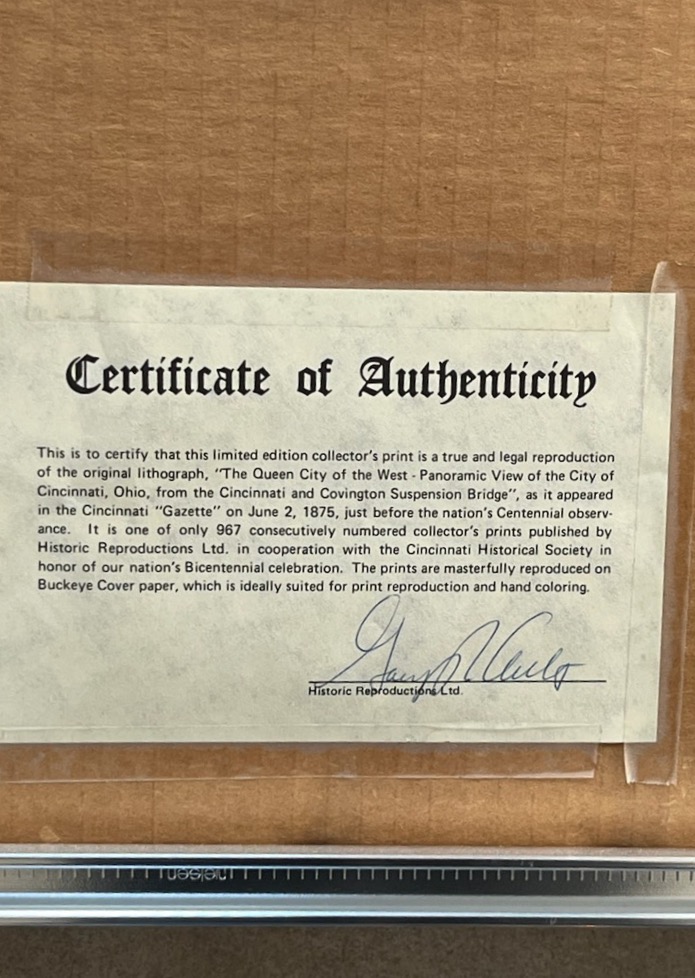 Certificate of Authenticity
This is to certify that this limited edition collector's print is a true and legal reproduction
of the original lithograph, "The Queen City of the West - Panoramic View of the City of
Cincinnati, Ohio, from the Cincinnati and Covington Suspension Bridge", as it appeared
in the Cincinnati "Gazette" on June 2, 1875, just before the nation's Centennial observ-
ance. It is one of only 967 consecutively numbered collector's prints published by
Historic Reproductions Ltd. in cooperation with the Cincinnati Historical Society in
honor of our nation's Bicentennial celebration. The prints are masterfully reproduced on
Buckeye Cover paper, which is ideally suited for print reproduction and hand coloring.
Historic Reproductions Ltd.
nielsen